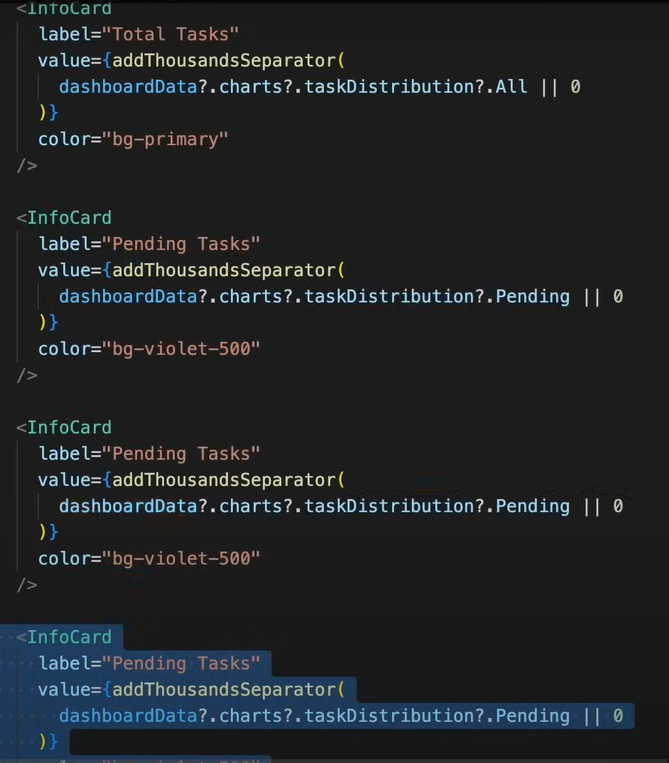 <InfoCard
label="Total Tasks"
value={addThousandsSeparator(
dashboardData?.charts?.taskDistribution?.All || 0
)}
color="bg-primary"
/>
<InfoCard
label="Pending Tasks"
value={addThousandsSeparator(
dashboardData?.charts?.taskDistribution?.Pending || 0
)}
color="bg-violet-500"
/>
<InfoCard
label="Pending Tasks"
value={addThousandsSeparator(
dashboardData?.charts?.taskDistribution?.Pending || 0
)}
color="bg-violet-500"
/>
<InfoCard
label="Pending Tasks"
value={addThousandsSeparator(
dashboardData?.charts?.taskDistribution?.Pending || 0
)}